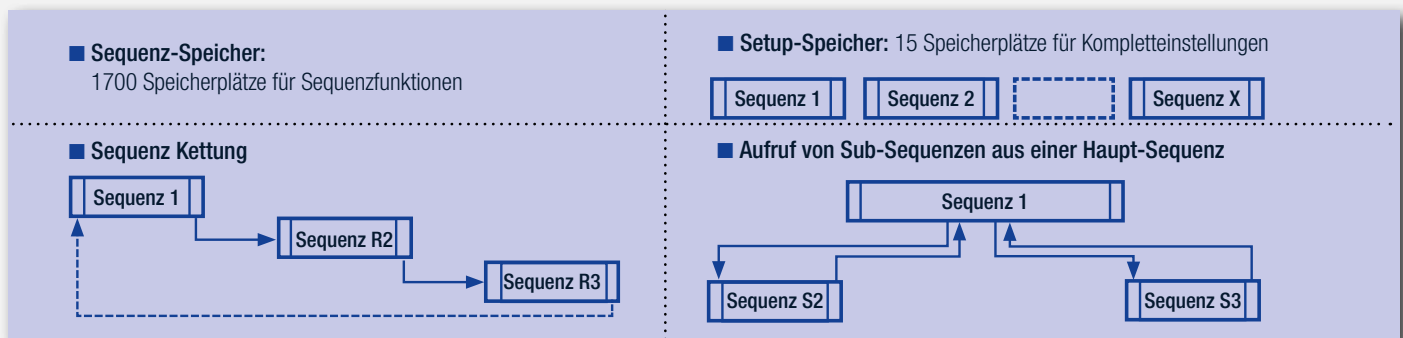 ■ Sequenz-Speicher:
1700 Speicherplätze für Sequenzfunktionen
■ Setup-Speicher: 15 Speicherplätze für Kompletteinstellungen
Sequenz 1
Sequenz 2
Sequenz X
■ Sequenz Kettung
Sequenz 1
Sequenz R2
Sequenz R3
■ Aufruf von Sub-Sequenzen aus einer Haupt-Sequenz
Sequenz 1
Sequenz S2
Sequenz S3